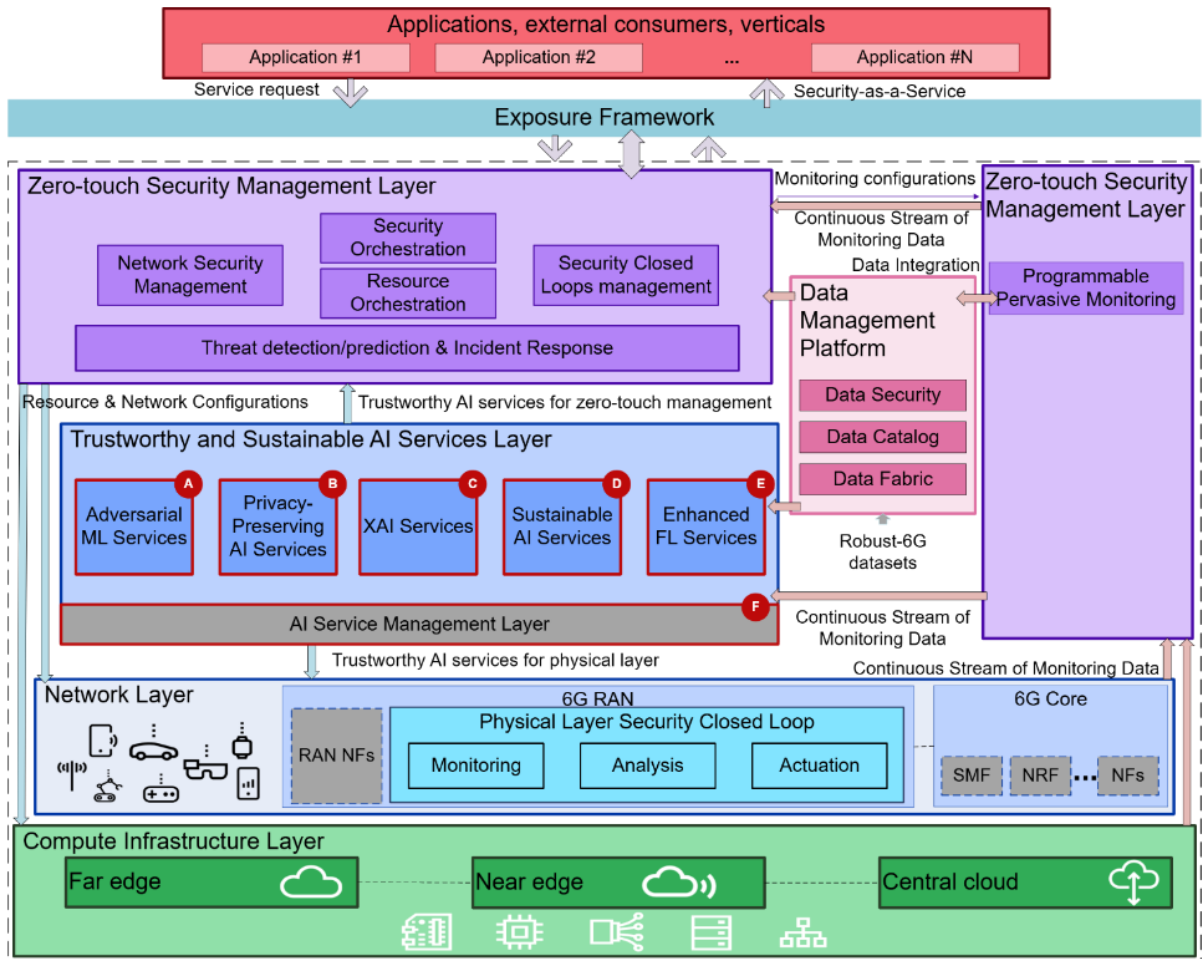 Applications, external consumers, verticals
Application #1
Application #2
...
Application #N
Service request
Security-as-a-Service
Exposure Framework
Zero-touch Security Management Layer
Network Security
Management
Security
Orchestration
Resource
Orchestration
Security Closed
Loops management
Threat detection/prediction & Incident Response
Monitoring configurations
Continuous Stream of
Monitoring Data
Data Integration
Zero-touch Security
Management Layer
Programmable
Pervasive Monitoring
Data
Management
Platform
Data Security
Data Catalog
Data Fabric
Robust-6G
datasets
Resource & Network Configurations
Trustworthy AI services for zero-touch management
Trustworthy and Sustainable AI Services Layer
A
Adversarial
ML Services
B
Privacy-
Preserving
AI Services
C
XAI Services
D
Sustainable
AI Services
E
Enhanced
FL Services
F
AI Service Management Layer
Continuous Stream of
Monitoring Data
Trustworthy AI services for physical layer
Continuous Stream of Monitoring Data
Network Layer
6G RAN
RAN NFs
Physical Layer Security Closed Loop
Monitoring
Analysis
Actuation
6G Core
SMF
NRF
...
NFs
Compute Infrastructure Layer
Far edge
Near edge
Central cloud